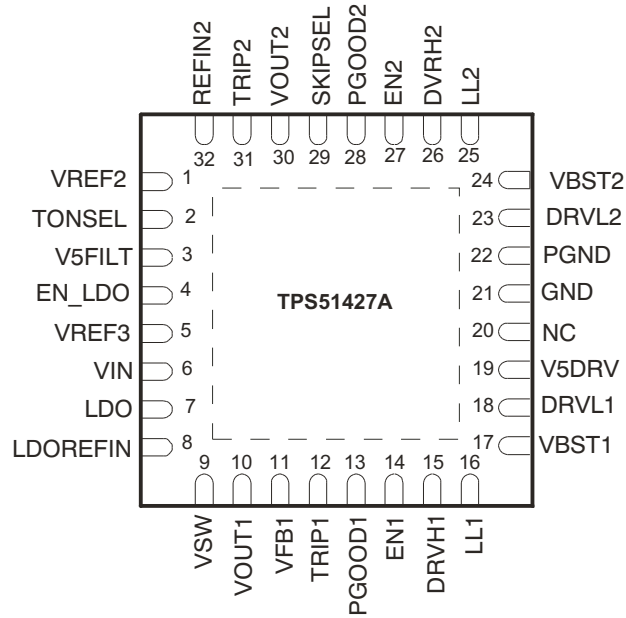 REFIN2
TRIP2
VOUT2
SKIPSEL
PGOOD2
EN2
DVRH2
LL2
32
31
30
29
28
27
26
25
VREF2 1
TONSEL 2
V5FILT 3
EN_LDO 4
VREF3 5
VIN 6
LDO 7
LDOREFIN 8
TPS51427A
24 VBST2
23 DRVL2
22 PGND
21 GND
20 NC
19 V5DRV
18 DRVL1
17 VBST1
9
10
11
12
13
14
15
16
VSW
VOUT1
VFB1
TRIP1
PGOOD1
EN1
DRVH1
LL1